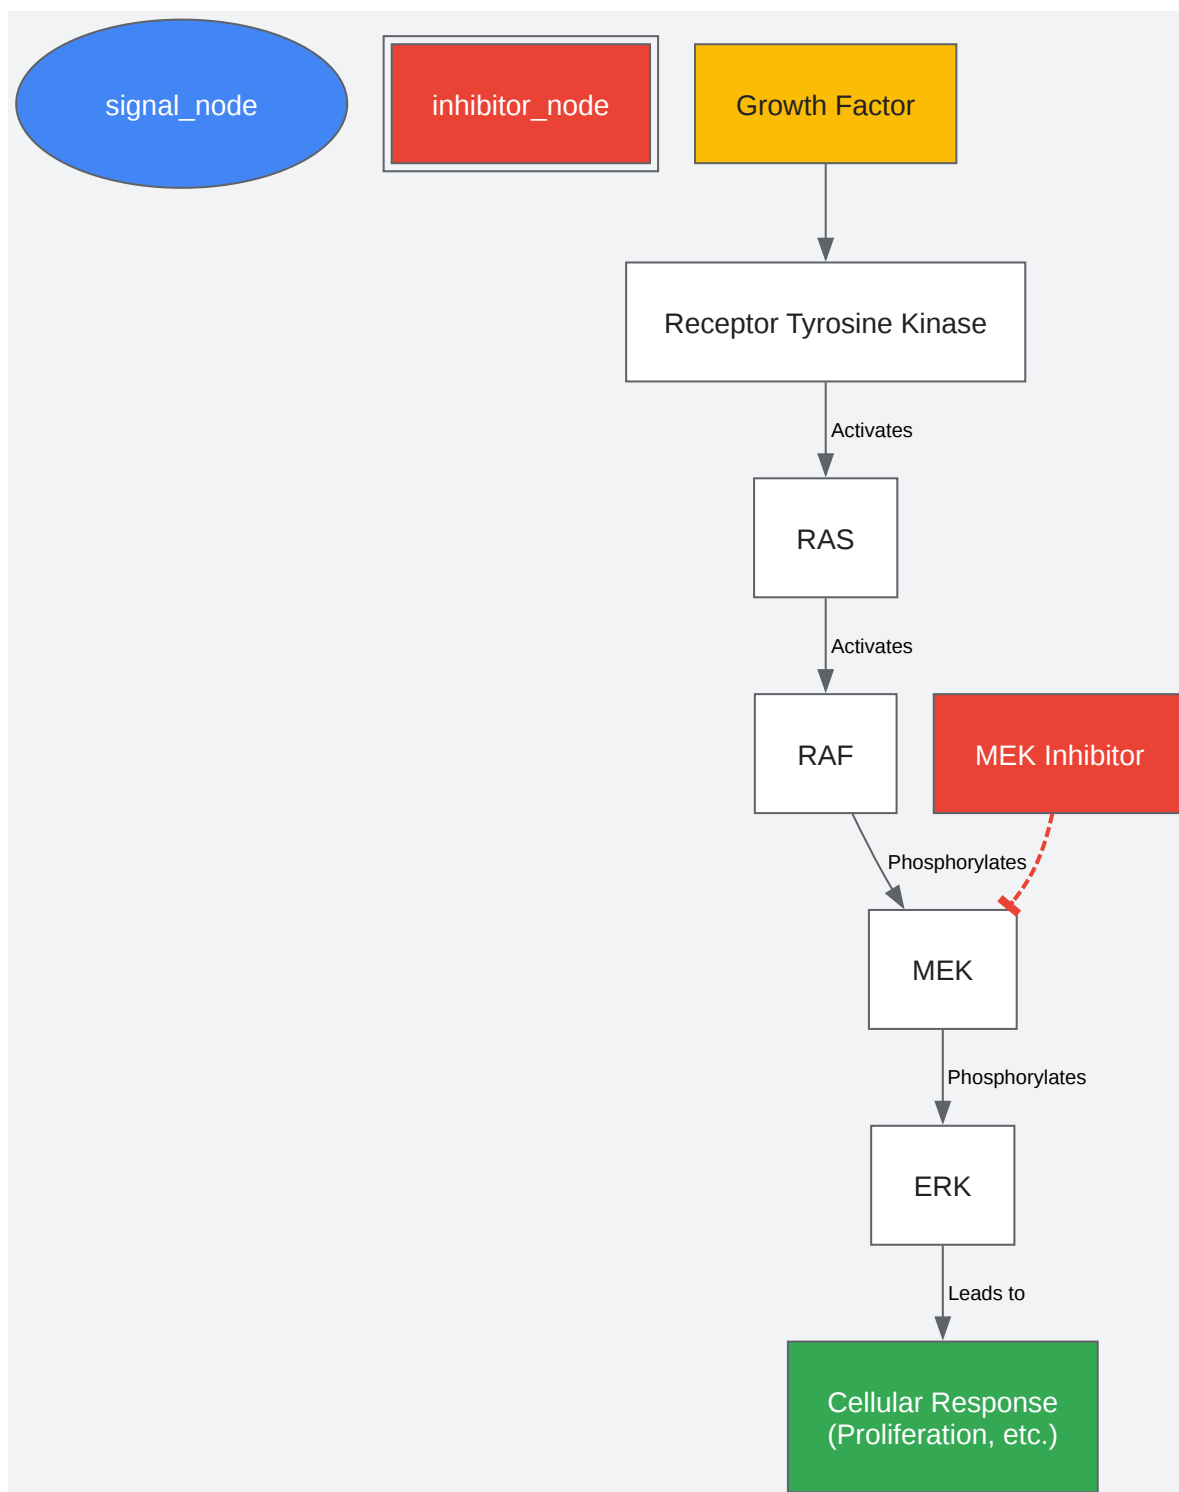 signal_node
inhibitor_node
Growth Factor
Receptor Tyrosine Kinase
Activates
RAS
Activates
RAF
MEK Inhibitor
Phosphorylates
MEK
Phosphorylates
ERK
Leads to
Cellular Response
(Proliferation, etc.)